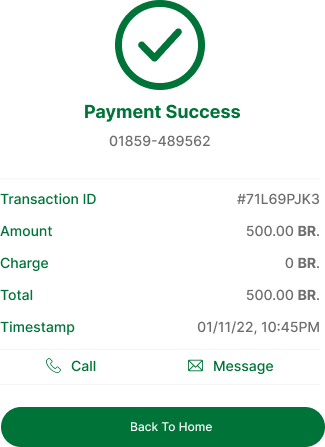 Payment Success
01859-489562
Transaction ID #71L69PJK3
Amount 500.00 BR.
Charge 0 BR.
Total 500.00 BR.
Timestamp 01/11/22, 10:45PM
Call Message
Back To Home